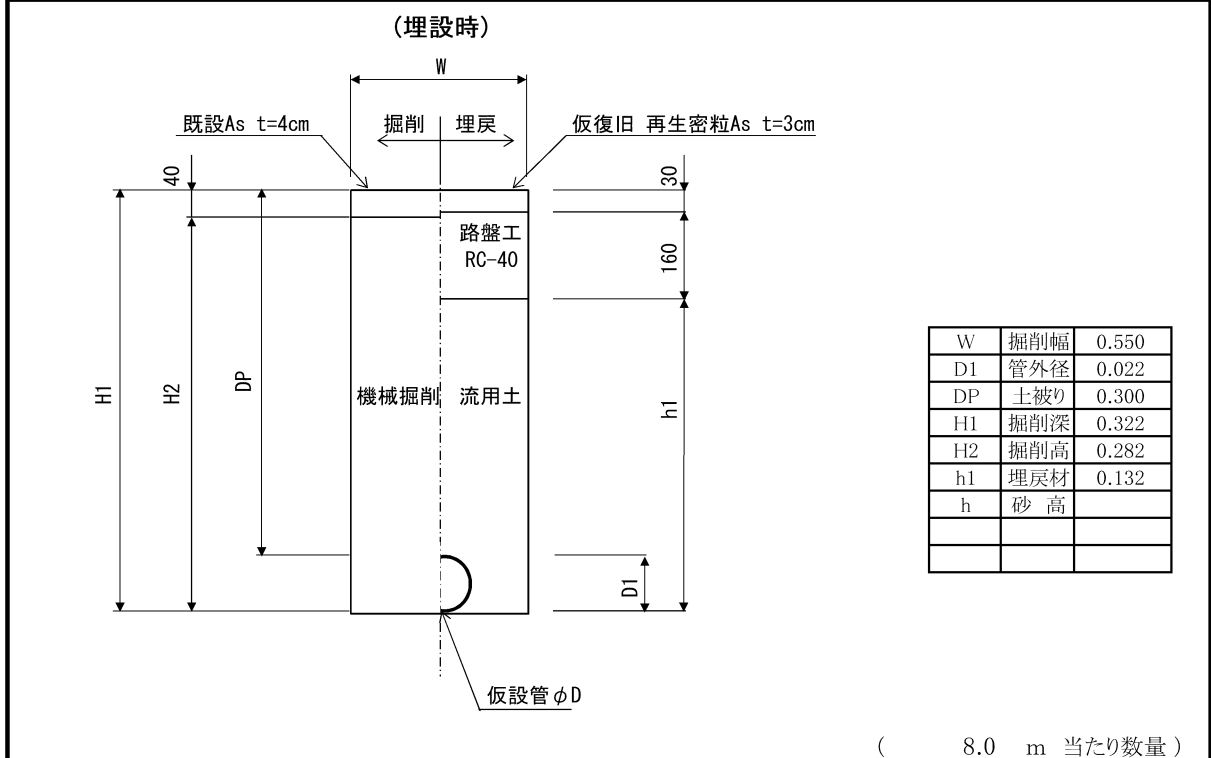 (埋設時)
W
既設As t=4cm
掘削 埋戻
仮復旧 再生密粒As t=3cm
40
30
路盤工
RC-40
160
H1
H2
DP
機械掘削
流用土
h1
D1
仮設管φD
W 掘削幅 0.550
D1 管外径 0.022
DP 土被り 0.300
H1 掘削深 0.322
H2 掘削高 0.282
h1 埋戻材 0.132
h 砂 高
( 8.0 m 当たり数量 )